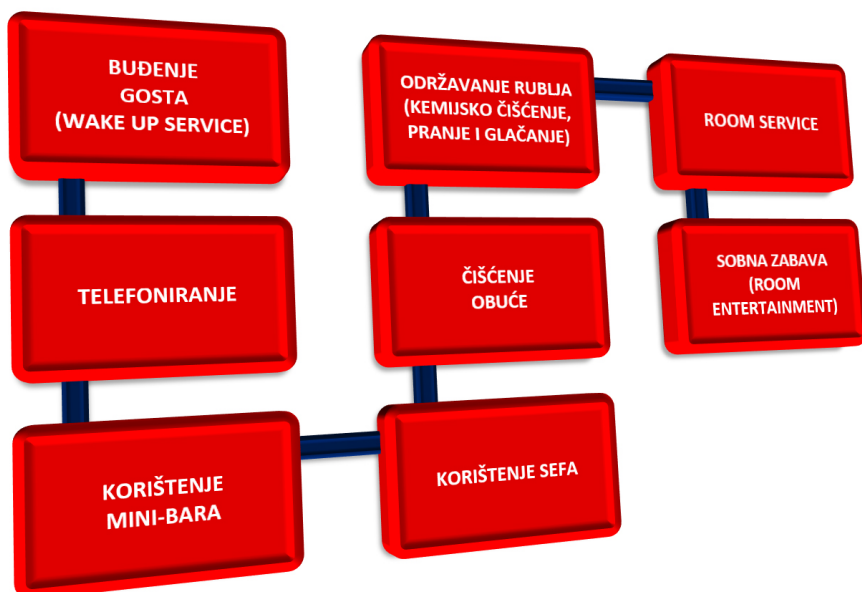 BUĐENJE
GOSTA
(WAKE UP SERVICE)
TELEFONIRANJE
KORIŠTENJE
MINI-BARA
KORIŠTENJE SEFA
ČIŠĆENJE
OBUĆE
ODRŽAVANJE RUBLJA
(KEMIJSKO ČIŠĆENJE,
PRANJE I GLAČANJE)
ROOM SERVICE
SOBNA ZABAVA
(ROOM
ENTERTAINMENT)